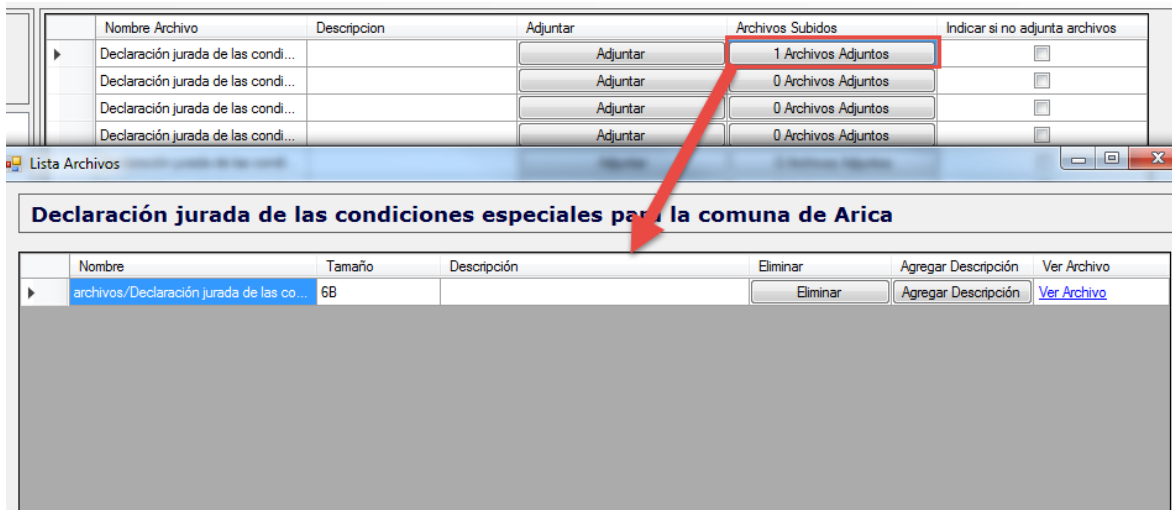 Nombre Archivo Descripcion Adjuntar Archivos Subidos Indicar si no adjunta archivos
Declaración jurada de las condi... Adjuntar 1 Archivos Adjuntos
Declaración jurada de las condi... Adjuntar 0 Archivos Adjuntos
Declaración jurada de las condi... Adjuntar 0 Archivos Adjuntos
Declaración jurada de las condi... Adjuntar 0 Archivos Adjuntos
Lista Archivos
Declaración jurada de las condiciones especiales para la comuna de Arica
Nombre Tamaño Descripción Eliminar Agregar Descripción Ver Archivo
archivos/Declaración jurada de las co... 6B Eliminar Agregar Descripción Ver Archivo